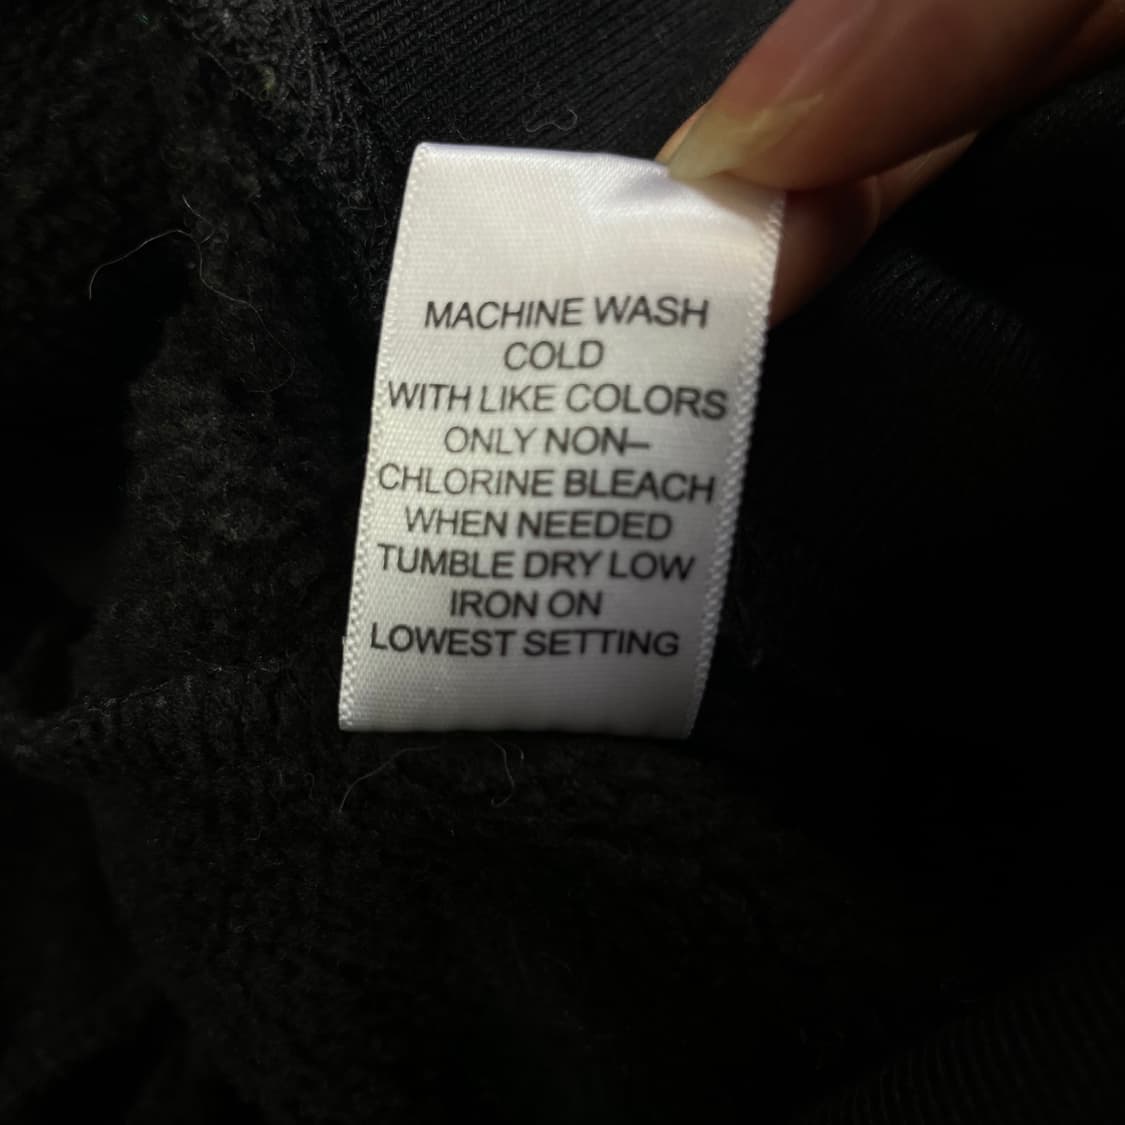 MACHINE WASH
COLD
WITH LIKE COLORS
ONLY NON-
CHLORINE BLEACH
WHEN NEEDED
TUMBLE DRY LOW
IRON ON
LOWEST SETTING